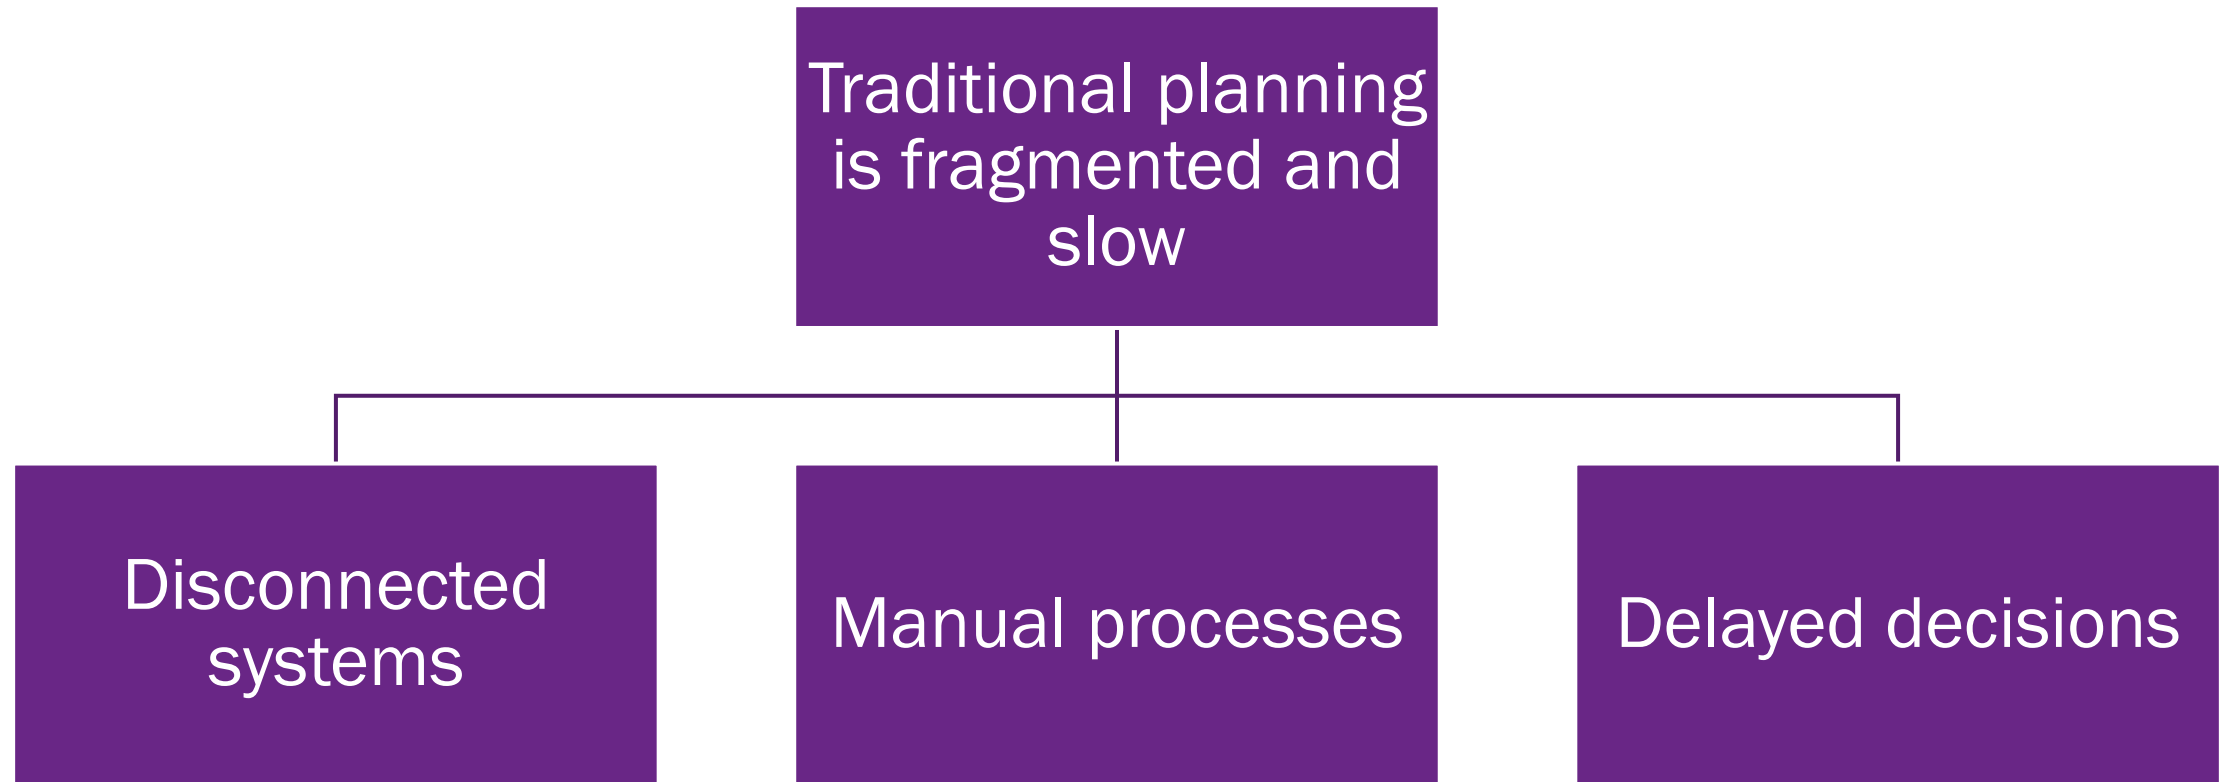 Traditional planning
is fragmented and
slow
Disconnected
systems
Manual processes
Delayed decisions